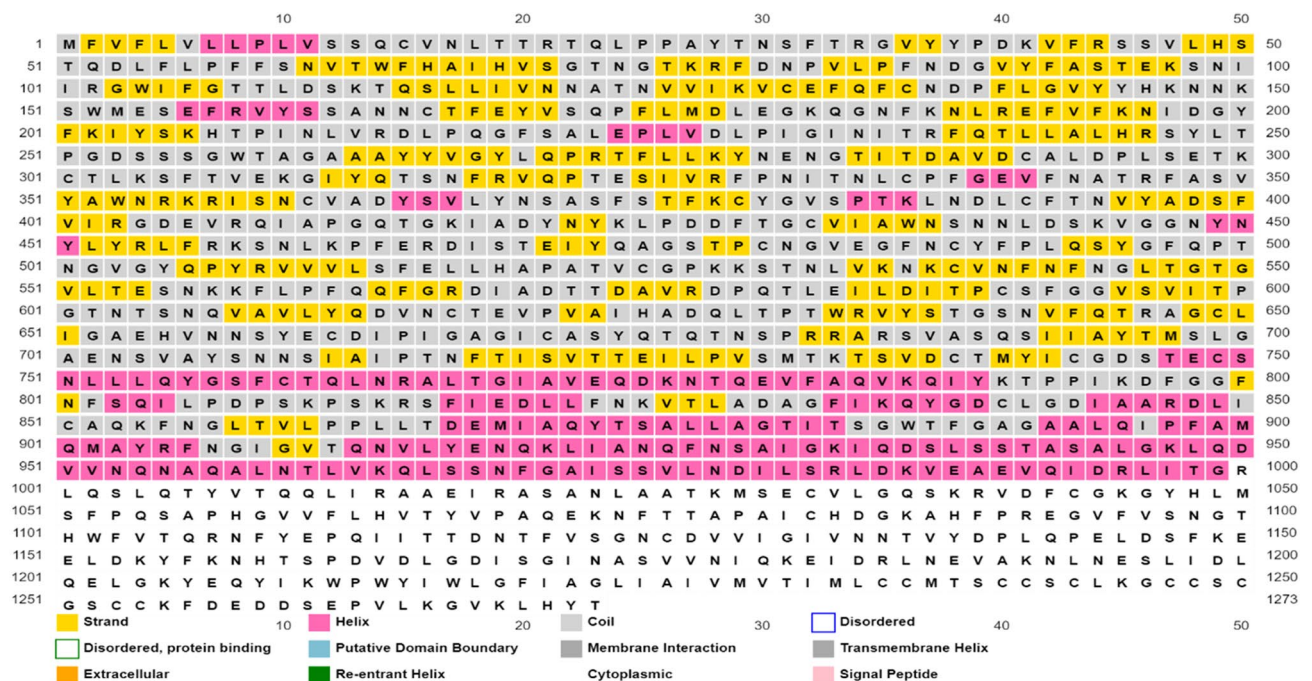 10 20 30 40 50
1 M F V F L V L L P L V S S Q C V N L T T R T Q L P P A Y T N S F T R G V Y Y P D K V F R S S V L H S 50
51 T Q D L F L P F F S N V T W F H A I H V S G T N G T K R F D N P V L P F N D G V Y F A S T E K S N I 100
101 I R G W I F G T T L D S K T Q S L L I V N N A T N V V I K V C E F Q F C N D P F L G V Y Y H K N N K 150
151 S W M E S E F R V Y S S A N N C T F E Y V S Q P F L M D L E G K Q G N F K N L R E F V F K N I D G Y 200
201 F K I Y S K H T P I N L V R D L P Q G F S A L E P L V D L P I G I N I T R F Q T L L A L H R S Y L T 250
251 P G D S S S G W T A G A A A Y Y V G Y L Q P R T F L L K Y N E N G T I T D A V D C A L D P L S E T K 300
301 C T L K S F T V E K G I Y Q T S N F R V Q P T E S I V R F P N I T N L C P F G E V F N A T R F A S V 350
351 Y A W N R K R I S N C V A D Y S V L Y N S A S F S T F K C Y G V S P T K L N D L C F T N V Y A D S F 400
401 V I R G D E V R Q I A P G Q T G K I A D Y N Y K L P D D F T G C V I A W N S N N L D S K V G G N Y N 450
451 Y L Y R L F R K S N L K P F E R D I S T E I Y Q A G S T P C N G V E G F N C Y F P L Q S Y G F Q P T 500
501 N G V G Y Q P Y R V V V L S F E L L H A P A T V C G P K K S T N L V K N K C V N F N F N G L T G T G 550
551 V L T E S N K K F L P F Q Q F G R D I A D T T D A V R D P Q T L E I L D I T P C S F G G V S V I T P 600
601 G T N T S N Q V A V L Y Q D V N C T E V P V A I H A D Q L T P T W R V Y S T G S N V F Q T R A G C L 650
651 I G A E H V N N S Y E C D I P I G A G I C A S Y Q T Q T N S P R R A R S V A S Q S I I A Y T M S L G 700
701 A E N S V A Y S N N S I A I P T N F T I S V T T E I L P V S M T K T S V D C T M Y I C G D S T E C S 750
751 N L L L Q Y G S F C T Q L N R A L T G I A V E Q D K N T Q E V F A Q V K Q I Y K T P P I K D F G G F 800
801 N F S Q I L P D P S K P S K R S F I E D L L F N K V T L A D A G F I K Q Y G D C L G D I A A R D L I 850
851 C A Q K F N G L T V L P P L L T D E M I A Q Y T S A L L A G T I T S G W T F G A G A A L Q I P F A M 900
901 Q M A Y R F N G I G V T Q N V L Y E N Q K L I A N Q F N S A I G K I Q D S L S S T A S A L G K L Q D 950
951 V V N Q N A Q A L N T L V K Q L S S N F G A I S S V L N D I L S R L D K V E A E V Q I D R L I T G R 1000
1001 L Q S L Q T Y V T Q Q L I R A A E I R A S A N L A A T K M S E C V L G Q S K R V D F C G K G Y H L M 1050
1051 S F P Q S A P H G V V F L H V T Y V P A Q E K N F T T A P A I C H D G K A H F P R E G V F V S N G T 1100
1101 H W F V T Q R N F Y E P Q I I T T D N T F V S G N C D V V I G I V N N T V Y D P L Q P E L D S F K E 1150
1151 E L D K Y F K N H T S P D V D L G D I S G I N A S V V N I Q K E I D R L N E V A K N L N E S L I D L 1200
1201 Q E L G K Y E Q Y I K W P W Y I W L G F I A G L I A I V M V T I M L C C M T S C C S C L K G C C S C 1250
1251 G S C C K F D E D D S E P V L K G V K L H Y T 1273
Strand Helix Coil Disordered
10 20 30 40 50
Disordered, protein binding Putative Domain Boundary Membrane Interaction Transmembrane Helix
Extracellular Re-entrant Helix Cytoplasmic Signal Peptide